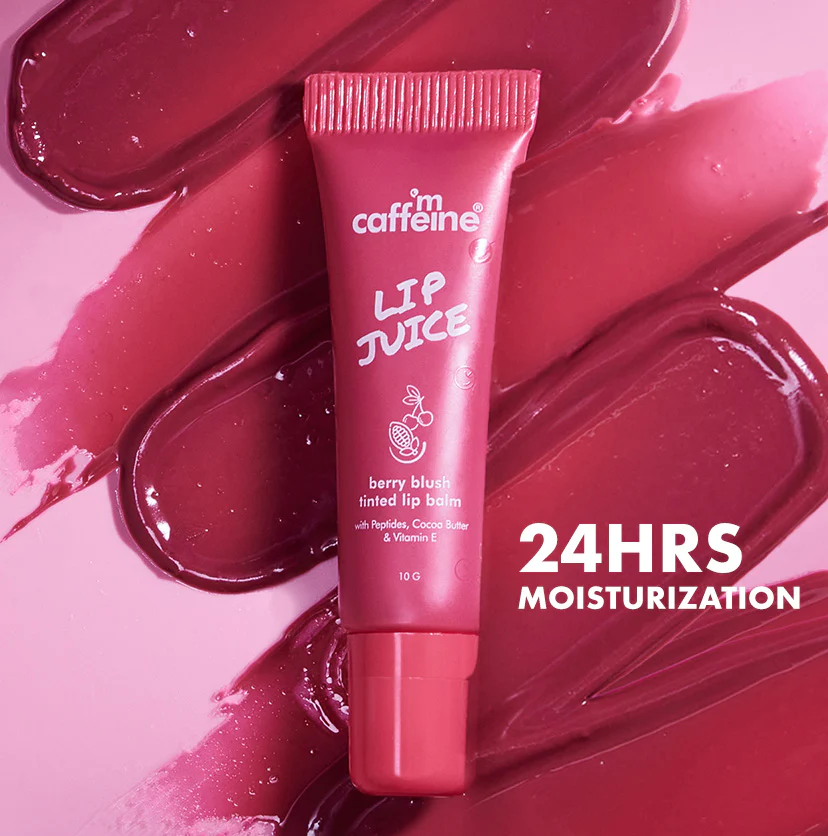 'm
caffeine®
LIP
JUICE
berry blush
tinted lip balm
with Peptides, Cocoa Butter
& Vitamin E
10 G
24HRS
MOISTURIZATION